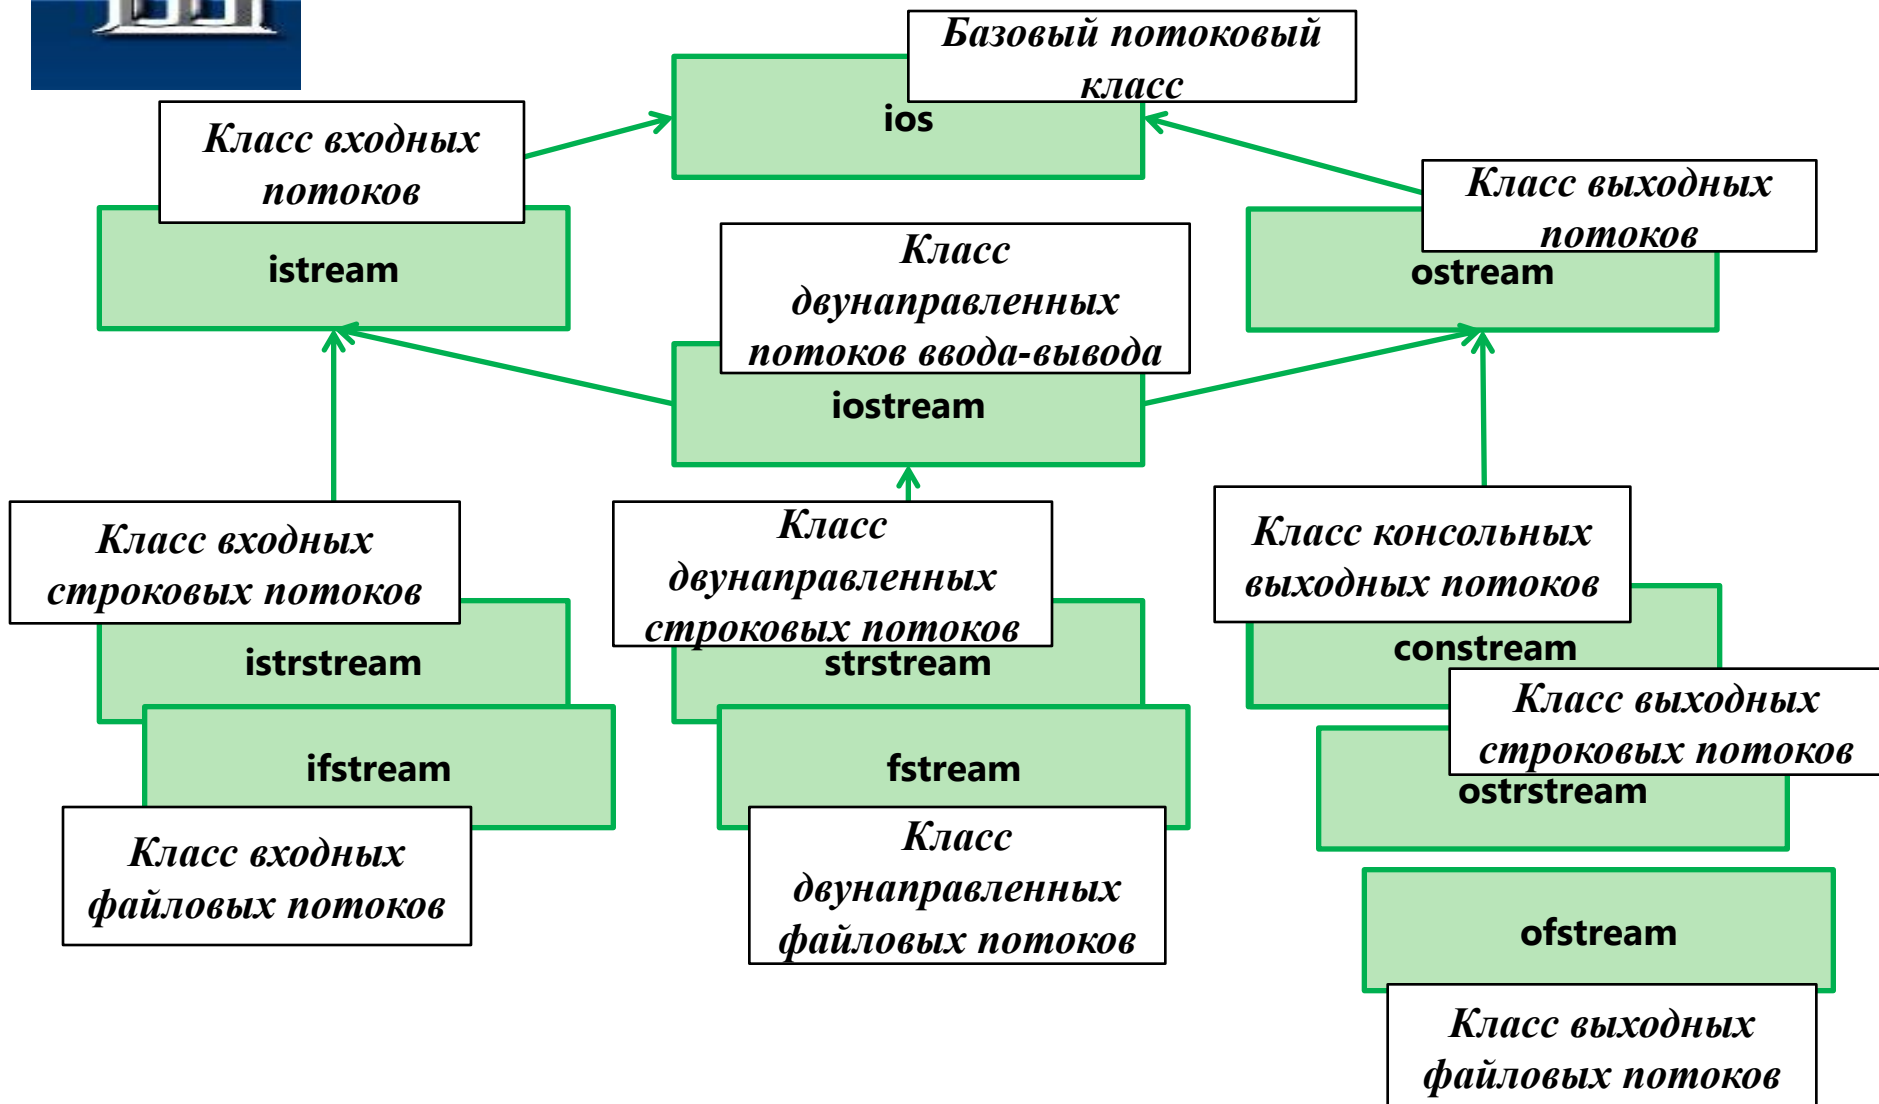 Базовый потоковый
класс
ios
Класс входных
потоков
istream
Класс выходных
потоков
ostream
Класс
двунаправленных
потоков ввода-вывода
iostream
Класс входных
строковых потоков
istrstream
ifstream
Класс входных
файловых потоков
Класс
двунаправленных
строковых потоков
strstream
fstream
Класс
двунаправленных
файловых потоков
Класс консольных
выходных потоков
constream
Класс выходных
строковых потоков
ostrstream
ofstream
Класс выходных
файловых потоков